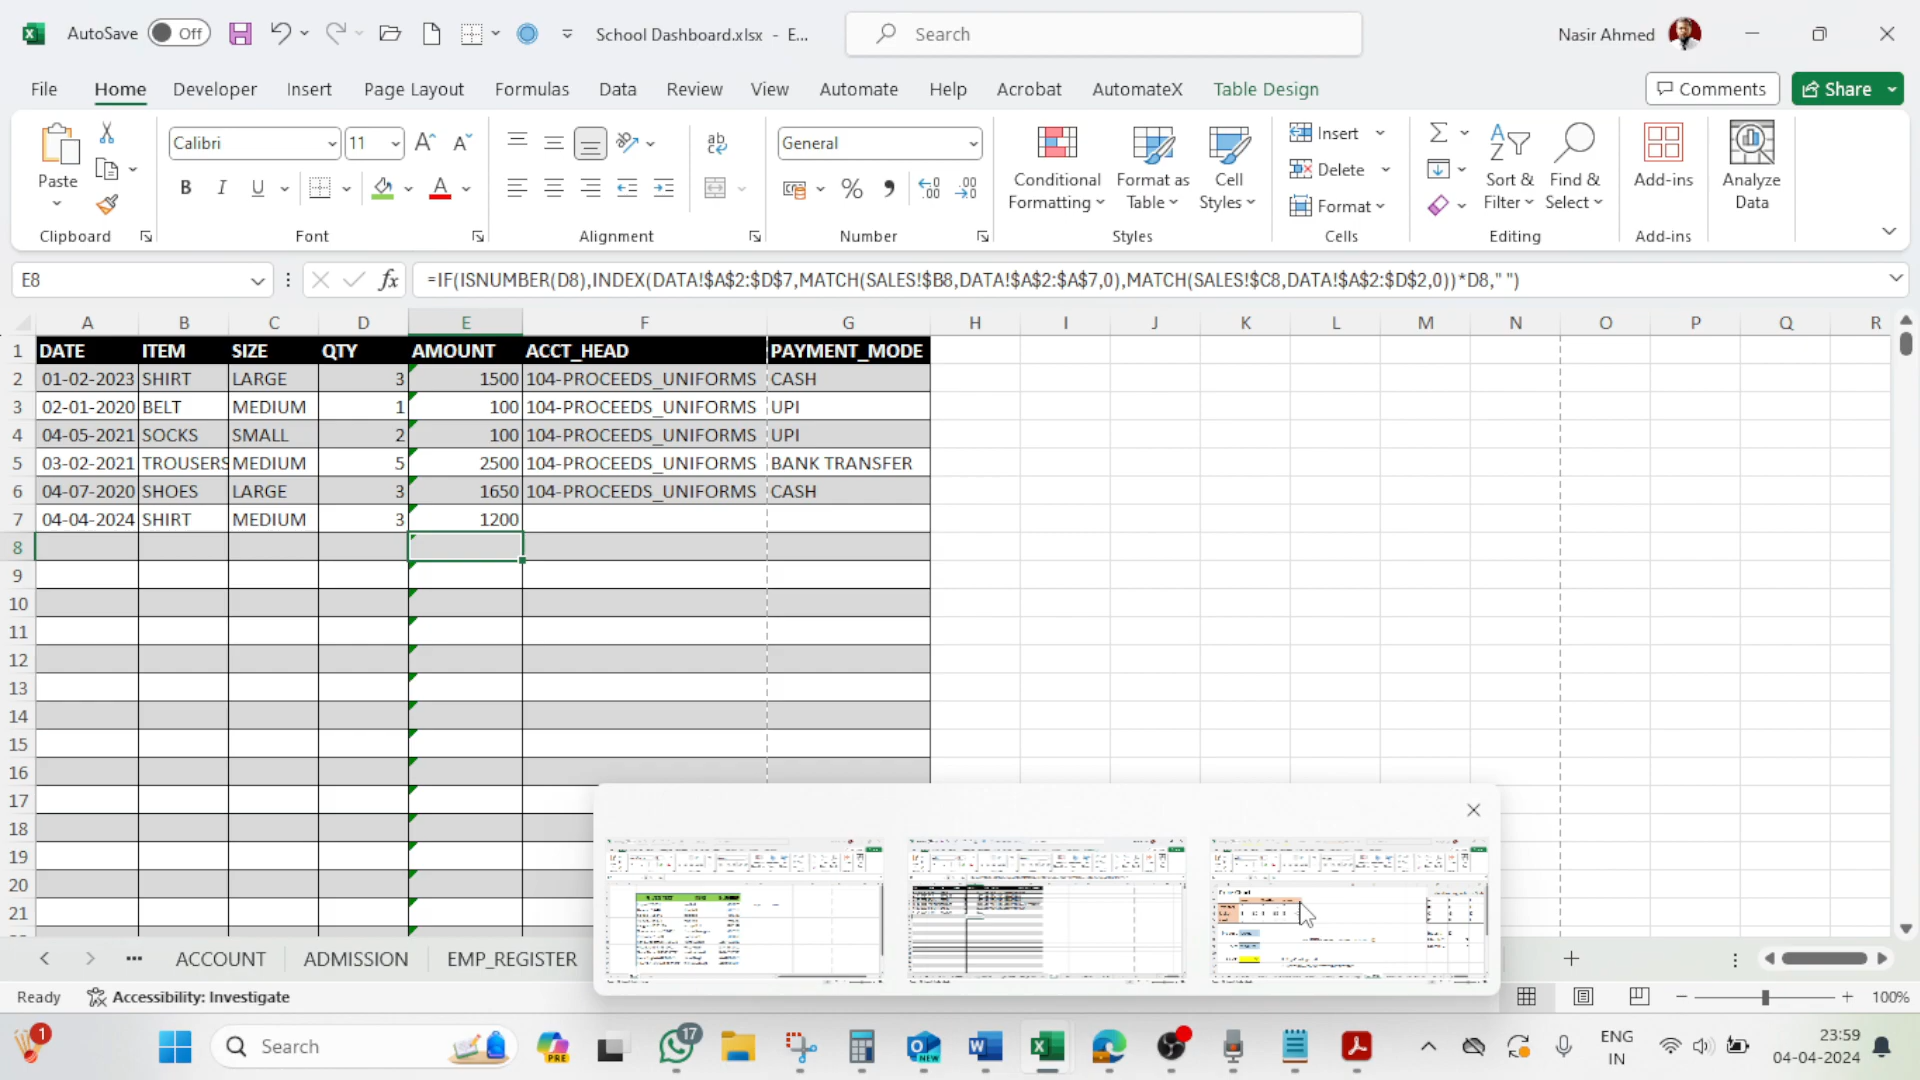 AutoSave Off School Dashboard.xlsx - E... Search Nasir Ahmed
File Home Developer Insert Page Layout Formulas Data Review View Automate Help Acrobat AutomateX Table Design Comments Share
Paste Calibri 11 General Conditional Formatting Format as Table Cell Styles Insert Delete Format Sort & Filter Find & Select Add-ins Analyze Data
Clipboard Font Alignment Number Styles Cells Editing Add-ins
E8 fx =IF(ISNUMBER(D8),INDEX(DATA!$A$2:$D$7,MATCH(SALES!$B8,DATA!$A$2:$A$7,0),MATCH(SALES!$C8,DATA!$A$2:$D$2,0))*D8," ")
A B C D E F G H I J K L M N O P Q R
1 DATE ITEM SIZE QTY AMOUNT ACCT_HEAD PAYMENT_MODE
2 01-02-2023 SHIRT LARGE 3 1500 104-PROCEEDS_UNIFORMS CASH
3 02-01-2020 BELT MEDIUM 1 100 104-PROCEEDS_UNIFORMS UPI
4 04-05-2021 SOCKS SMALL 2 100 104-PROCEEDS_UNIFORMS UPI
5 03-02-2021 TROUSERS MEDIUM 5 2500 104-PROCEEDS_UNIFORMS BANK TRANSFER
6 04-07-2020 SHOES LARGE 3 1650 104-PROCEEDS_UNIFORMS CASH
7 04-04-2024 SHIRT MEDIUM 3 1200
8
9
10
11
12
13
14
15
16
17
18
19
20
21
ACCOUNT ADMISSION EMP_REGISTER
Ready Accessibility: Investigate 100%
1 Search PRE 17 NEW ENG IN 23:59 04-04-2024